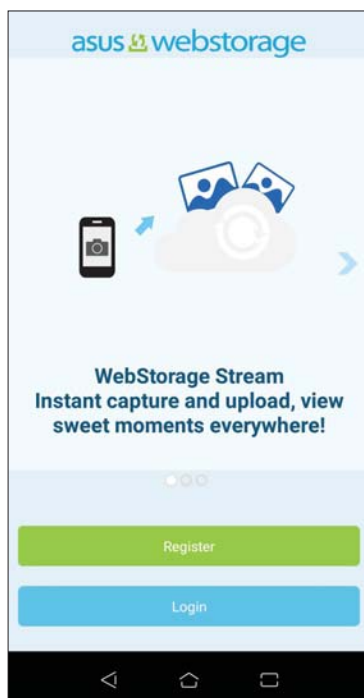 asus webstorage
WebStorage Stream
Instant capture and upload, view
sweet moments everywhere!
Register
Login